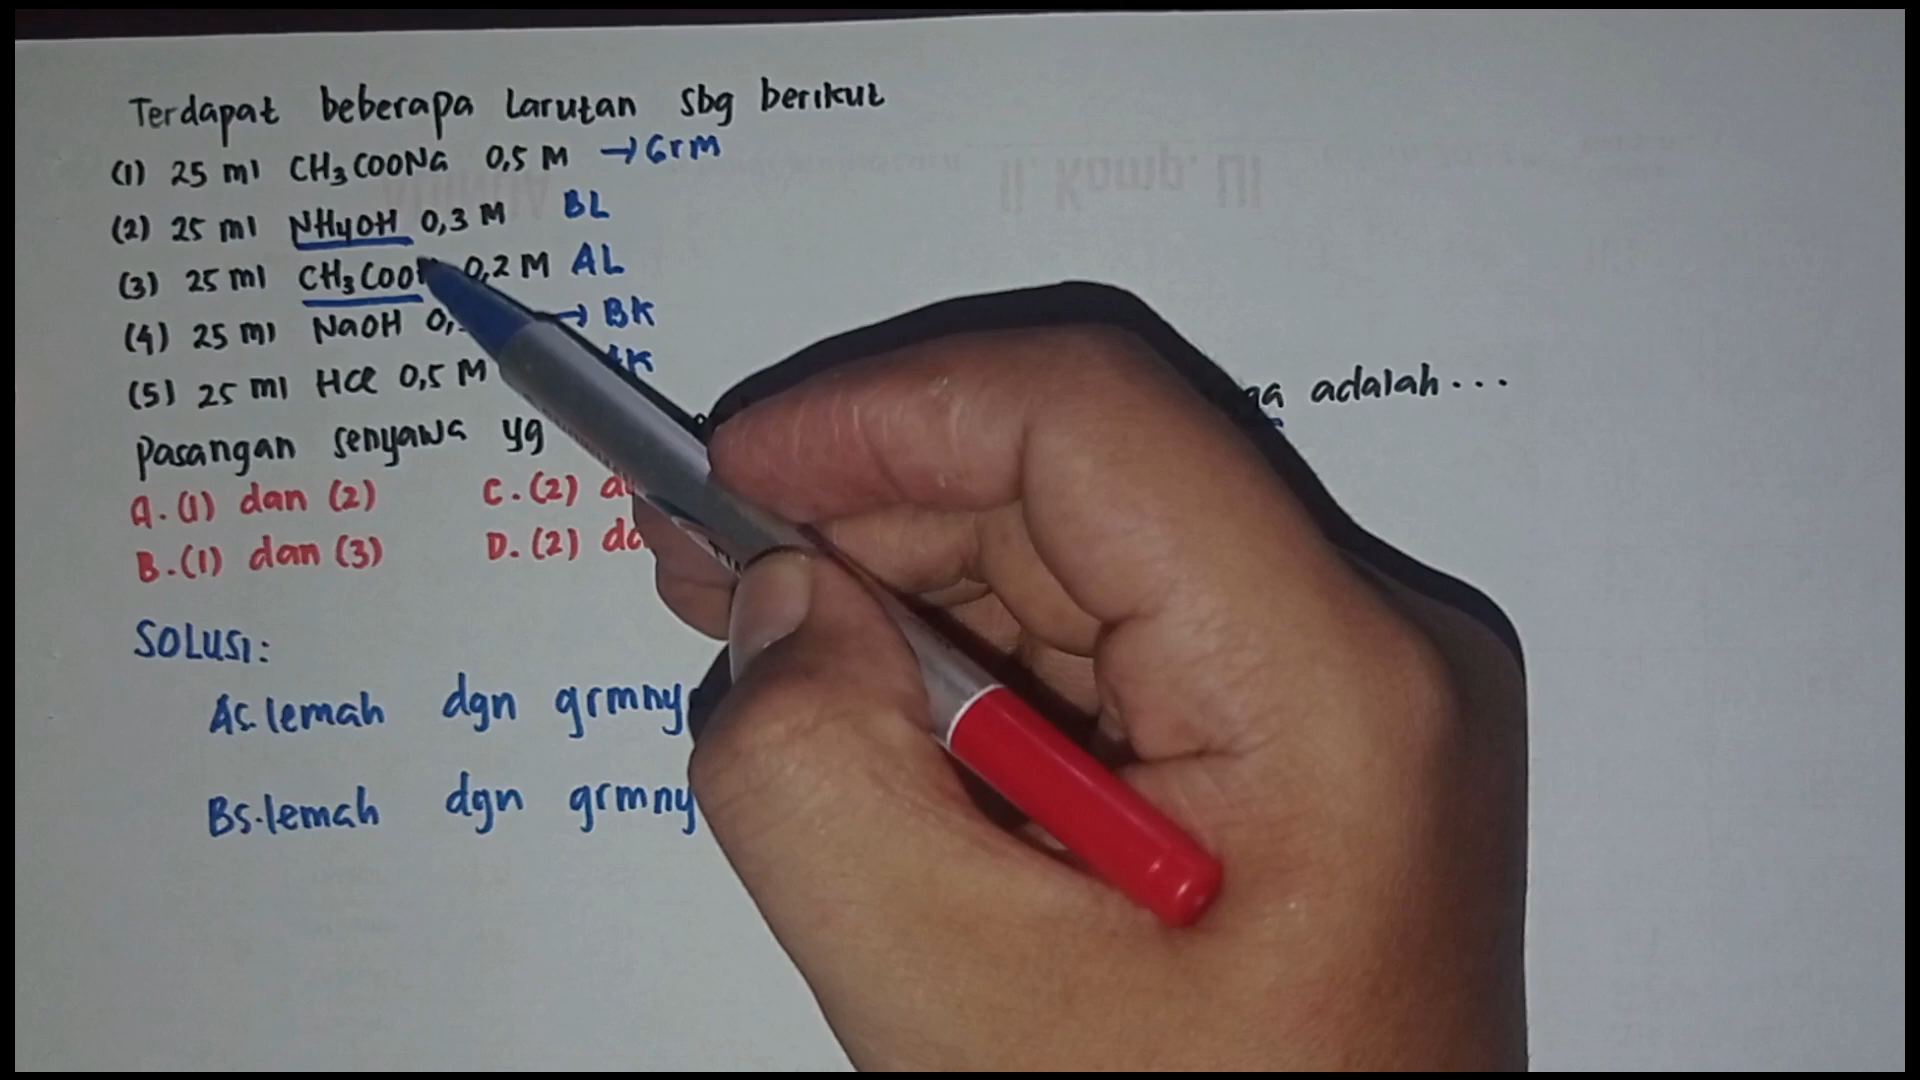 Terdapat beberapa Larutan sbg berikut
(1) 25 ml CH3COONa 0,5 M → Grm
(2) 25 ml NH4OH 0,3 M BL
(3) 25 ml CH3COO 0,2 M AL
(4) 25 ml NaOH 0, → BK
(5) 25 ml HCl 0,5 M
pasangan senyawa yg adalah...
A. (1) dan (2) C. (2)
B. (1) dan (3) D. (2)
SOLUSI:
As.lemah dgn grmny
Bs.lemah dgn grmny